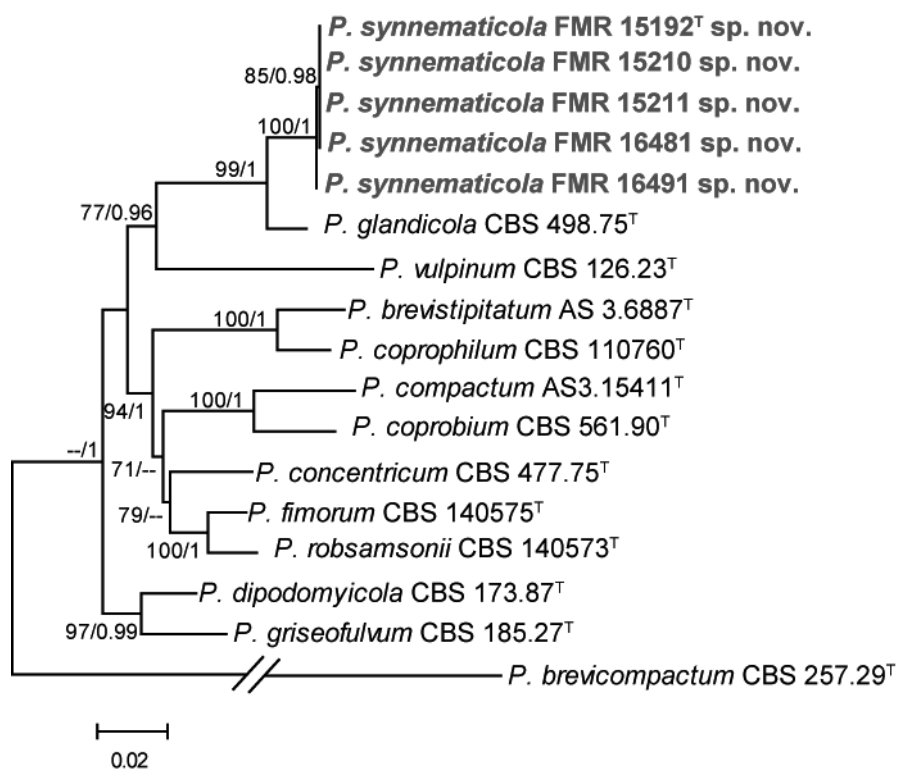 P. synnematicola FMR 15192ᵀ sp. nov.
P. synnematicola FMR 15210 sp. nov.
85/0.98
P. synnematicola FMR 15211 sp. nov.
100/1
P. synnematicola FMR 16481 sp. nov.
99/1
P. synnematicola FMR 16491 sp. nov.
77/0.96
P. glandicola CBS 498.75ᵀ
P. vulpinum CBS 126.23ᵀ
P. brevistipitatum AS 3.6887ᵀ
100/1
P. coprophilum CBS 110760ᵀ
P. compactum AS3.15411ᵀ
100/1
94/1
P. coprobium CBS 561.90ᵀ
--/1
71/--
P. concentricum CBS 477.75ᵀ
79/--
P. fimorum CBS 140575ᵀ
100/1
P. robsamsonii CBS 140573ᵀ
P. dipodomyicola CBS 173.87ᵀ
97/0.99
P. griseofulvum CBS 185.27ᵀ
P. brevicompactum CBS 257.29ᵀ
0.02